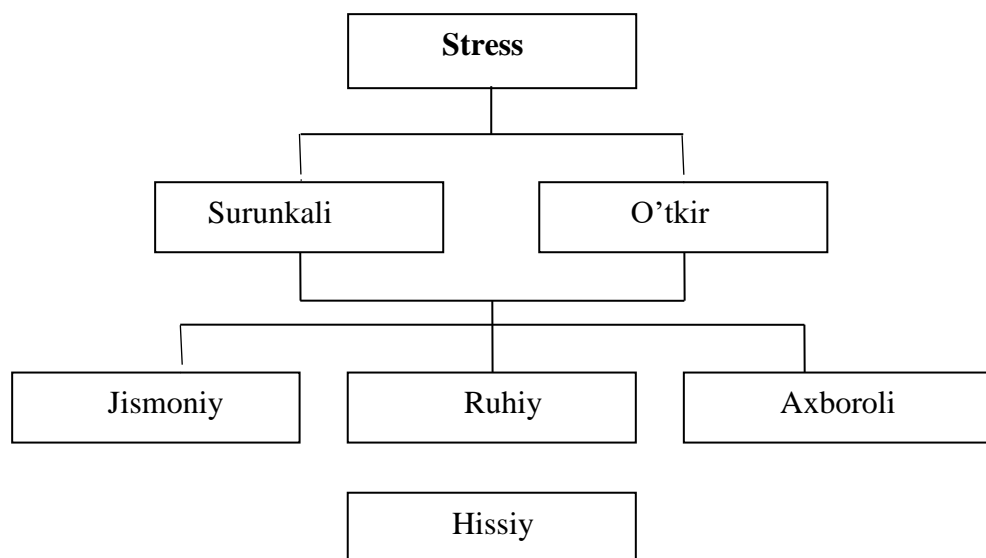 Stress
Surunkali
O’tkir
Jismoniy
Ruhiy
Axboroli
Hissiy